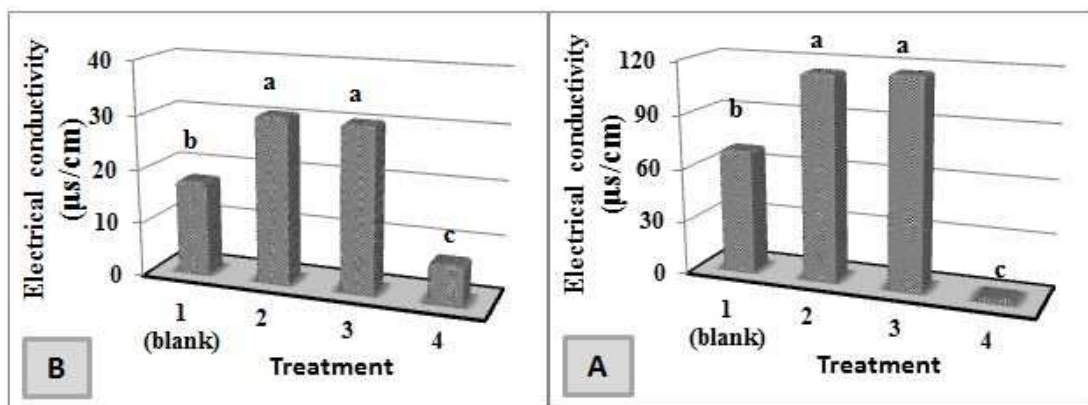 Electrical conductivity
(µs/cm)
40
30
20
10
0
b
a
a
c
1
(blank)
2
3
4
Treatment
B
Electrical conductivity
(µs/cm)
120
90
60
30
0
b
a
a
c
1
(blank)
2
3
4
Treatment
A